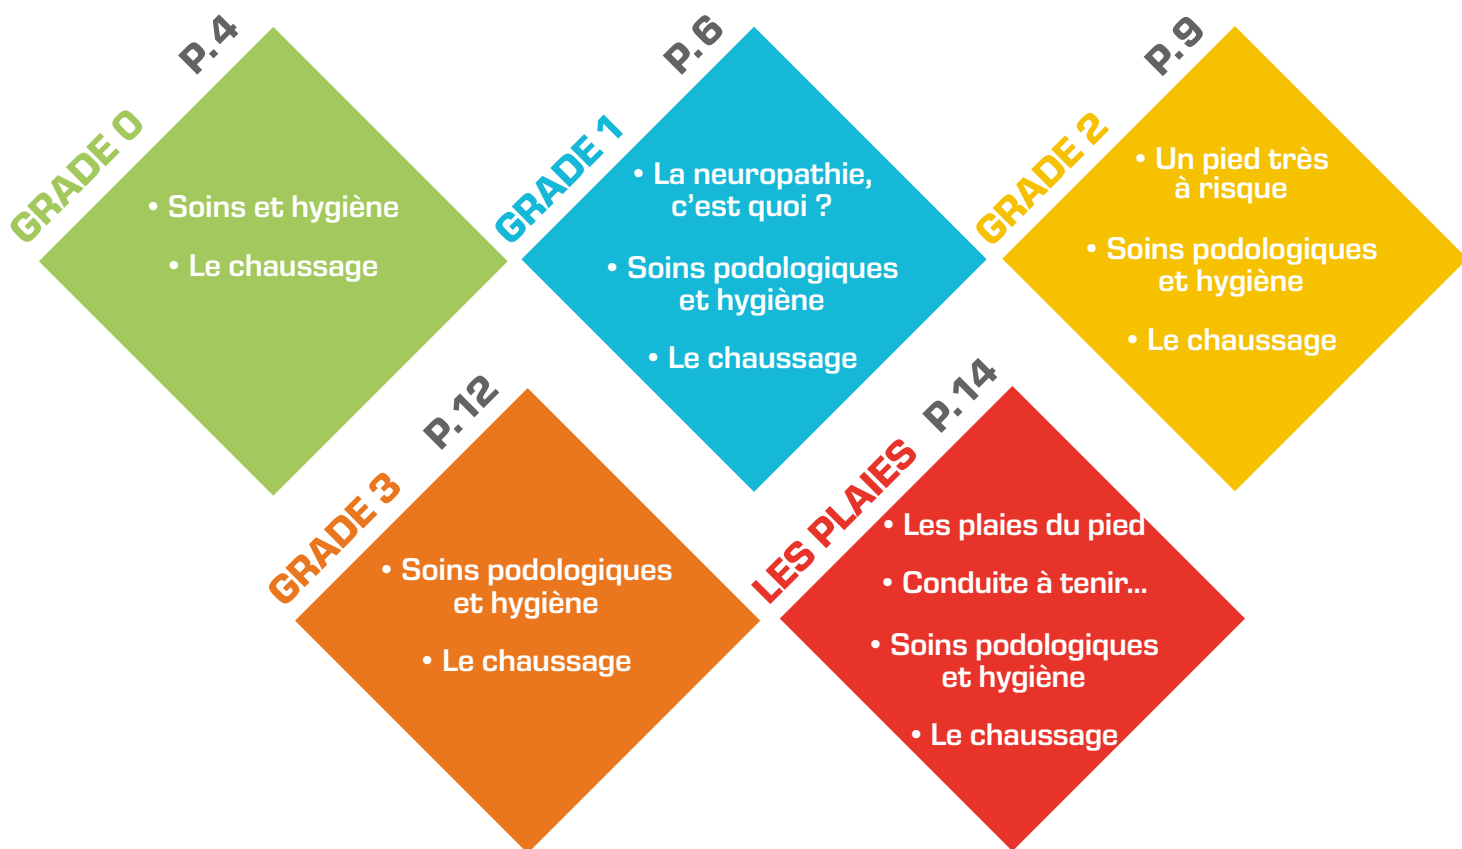 GRADE 0
P.4
• Soins et hygiène
• Le chaussage
GRADE 1
P.6
• La neuropathie,
c’est quoi ?
• Soins podologiques
et hygiène
• Le chaussage
GRADE 2
P.9
• Un pied très
à risque
• Soins podologiques
et hygiène
• Le chaussage
GRADE 3
P.12
• Soins podologiques
et hygiène
• Le chaussage
LES PLAIES
P.14
• Les plaies du pied
• Conduite à tenir...
• Soins podologiques
et hygiène
• Le chaussage